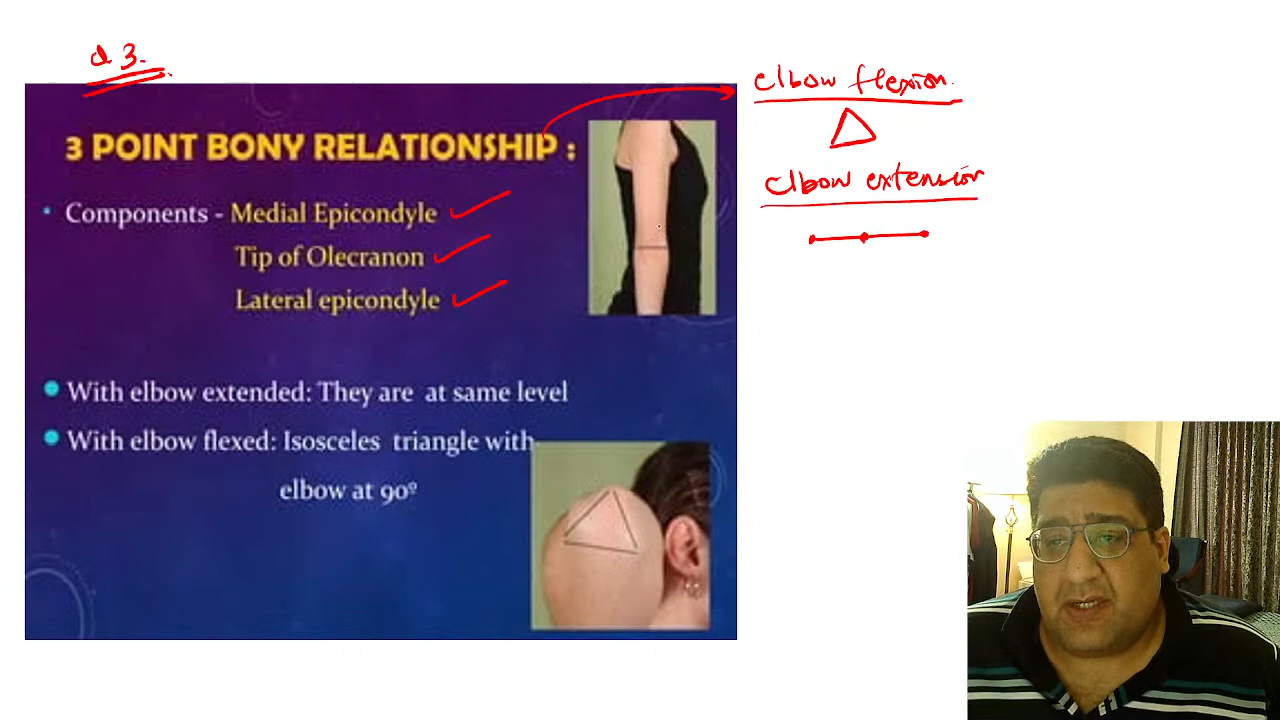 Q 3.
3 POINT BONY RELATIONSHIP :
• Components - Medial Epicondyle
Tip of Olecranon
Lateral epicondyle
• With elbow extended: They are at same level
• With elbow flexed: Isosceles triangle with
elbow at 90º
elbow flexion.
elbow extension